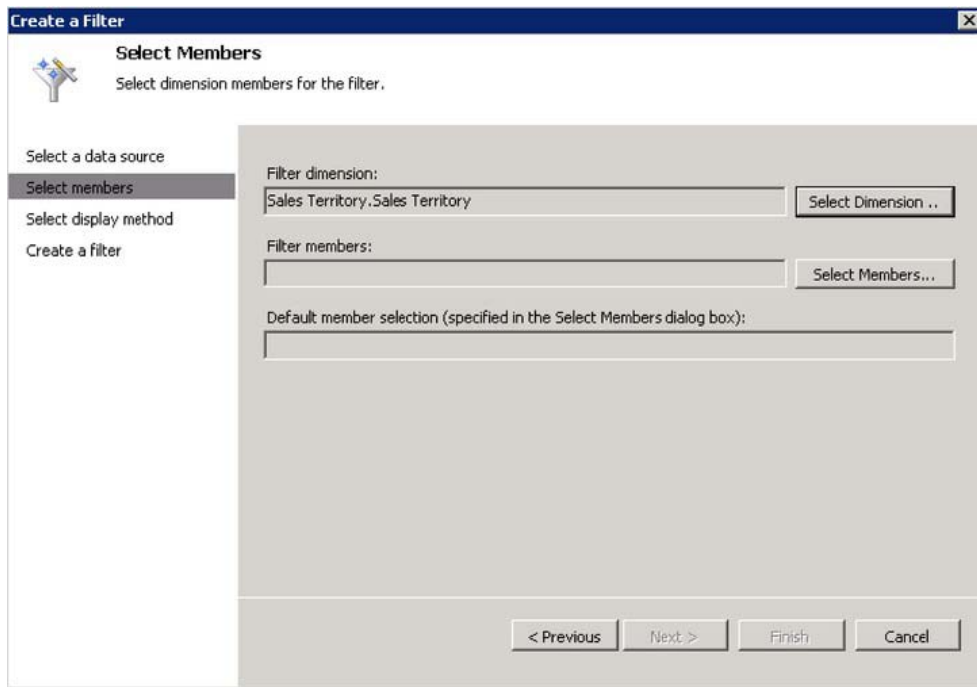 Create a Filter
Select Members
Select dimension members for the filter.
Select a data source
Select members
Select display method
Create a filter
Filter dimension:
Sales Territory.Sales Territory
Select Dimension ..
Filter members:
Select Members...
Default member selection (specified in the Select Members dialog box):
< Previous
Next >
Finish
Cancel